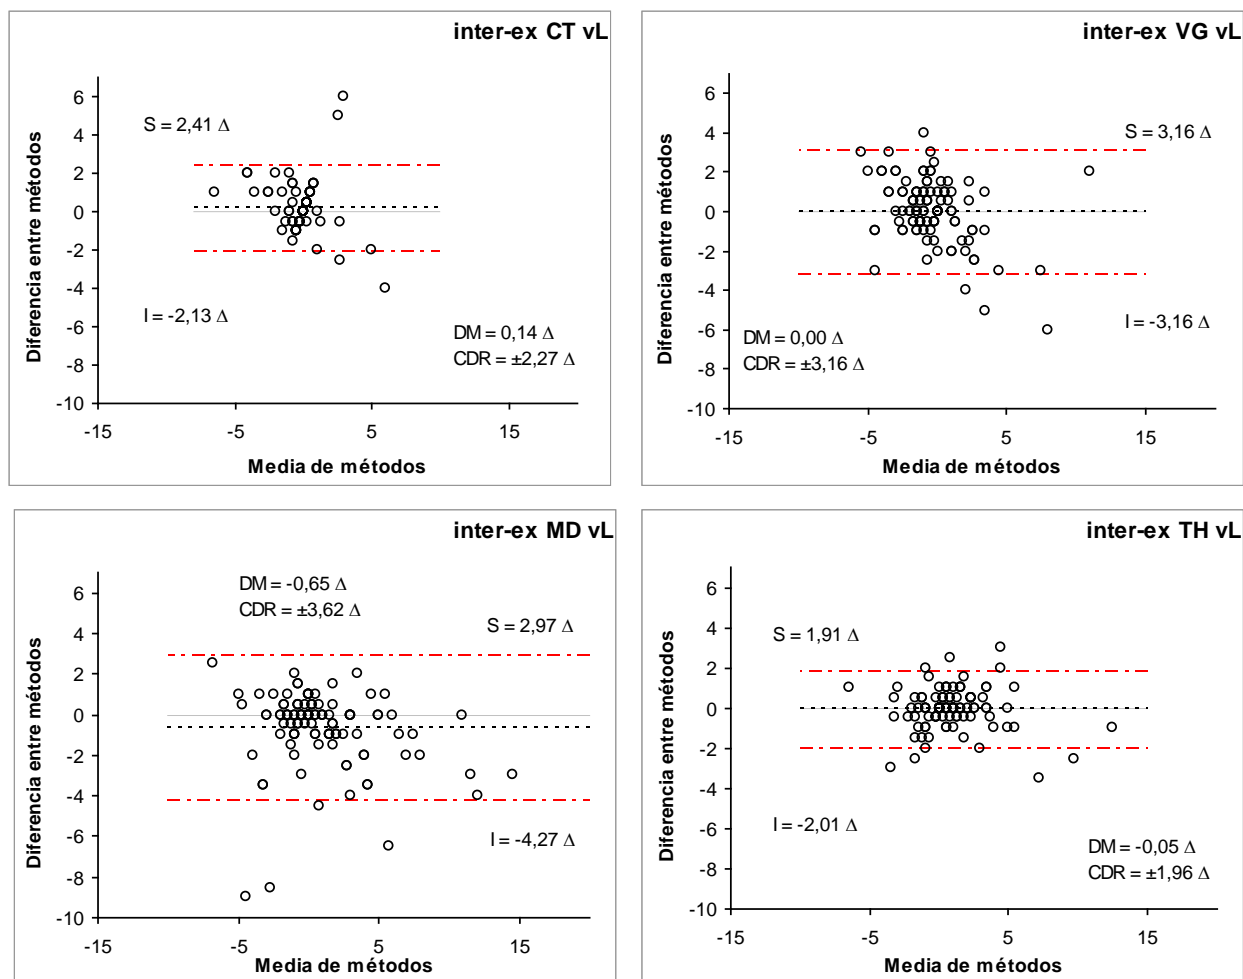 inter-ex CT vL
6
4
2
0
-2
-4
-6
-8
-10
-15
-5
5
15
S = 2,41 Δ
I = -2,13 Δ
DM = 0,14 Δ
CDR = ±2,27 Δ
Diferencia entre métodos
Media de métodos
inter-ex VG vL
6
4
2
0
-2
-4
-6
-8
-10
-15
-5
5
15
S = 3,16 Δ
I = -3,16 Δ
DM = 0,00 Δ
CDR = ±3,16 Δ
Diferencia entre métodos
Media de métodos
inter-ex MD vL
DM = -0,65 Δ
CDR = ±3,62 Δ
6
4
2
0
-2
-4
-6
-8
-10
-15
-5
5
15
S = 2,97 Δ
I = -4,27 Δ
Diferencia entre métodos
Media de métodos
inter-ex TH vL
6
4
2
0
-2
-4
-6
-8
-10
-15
-5
5
15
S = 1,91 Δ
I = -2,01 Δ
DM = -0,05 Δ
CDR = ±1,96 Δ
Diferencia entre métodos
Media de métodos